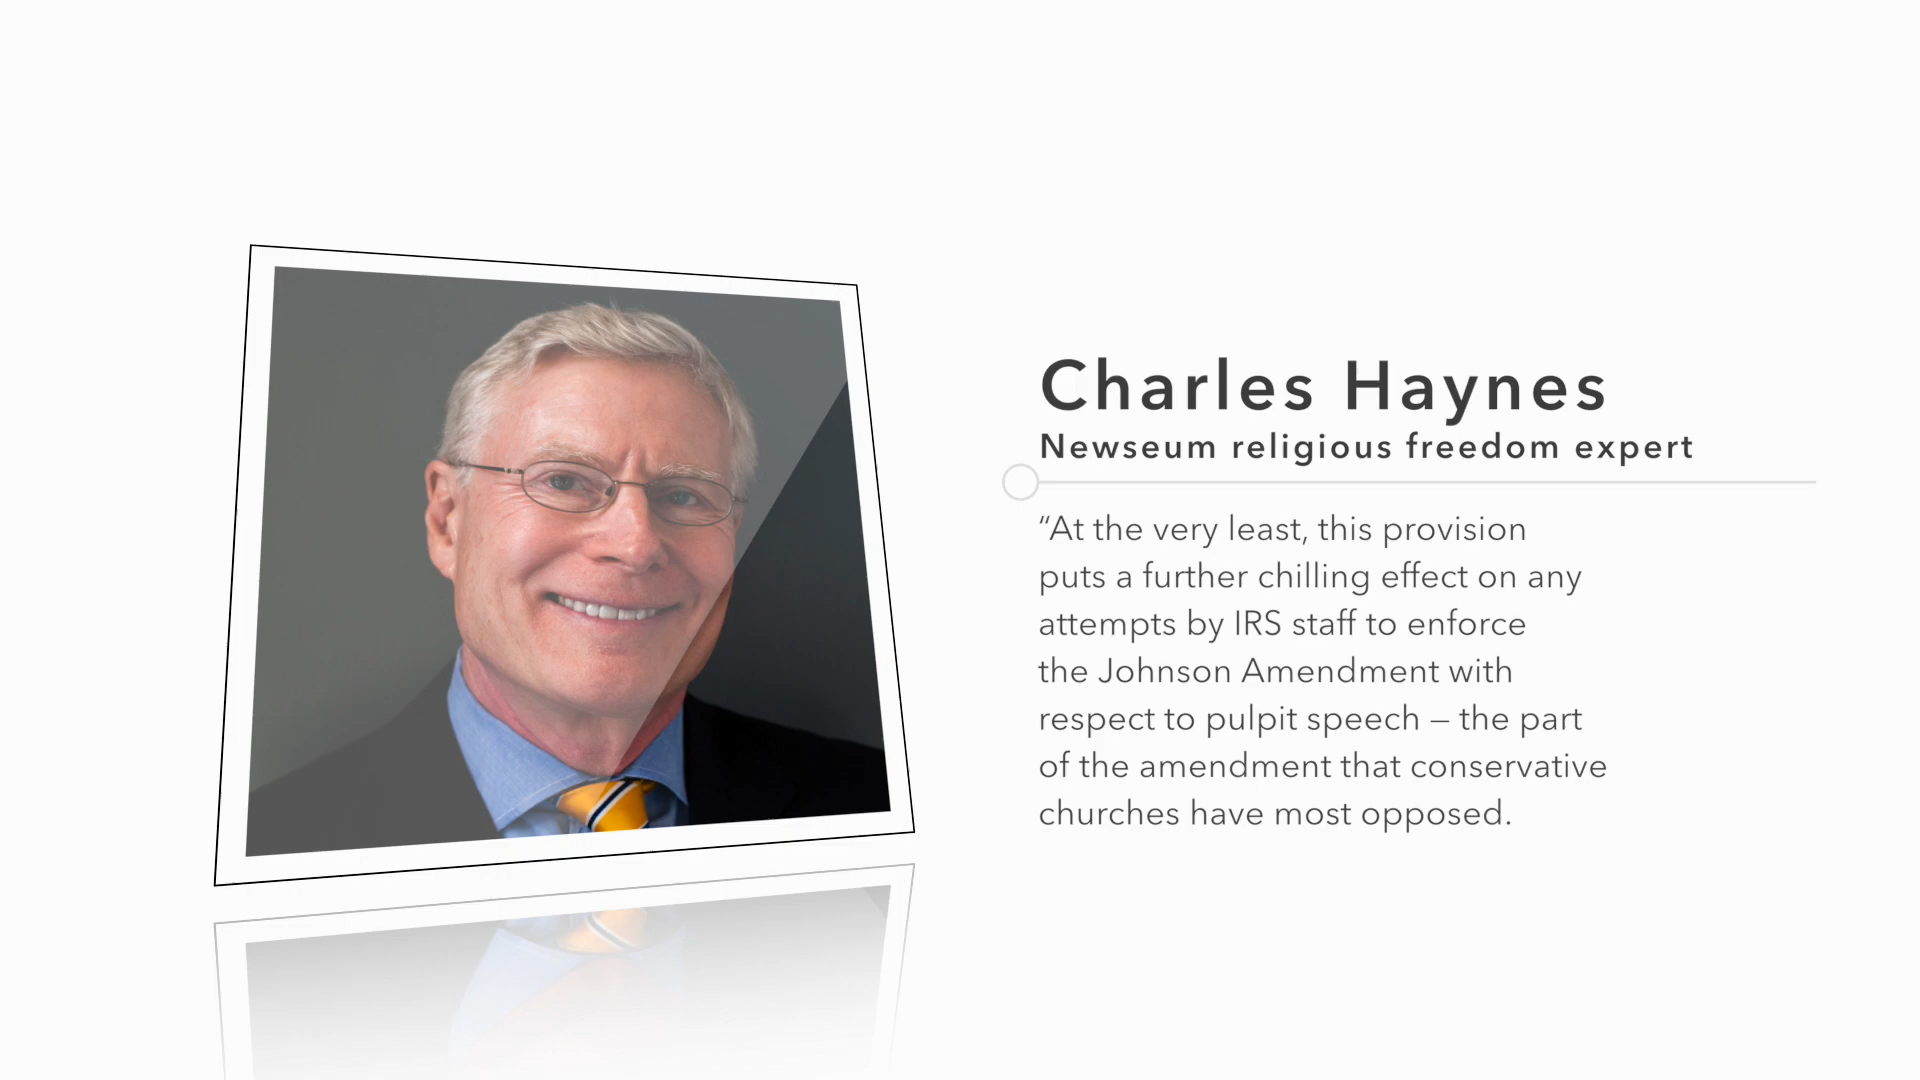 Charles Haynes
Newseum religious freedom expert
“At the very least, this provision
puts a further chilling effect on any
attempts by IRS staff to enforce
the Johnson Amendment with
respect to pulpit speech – the part
of the amendment that conservative
churches have most opposed.